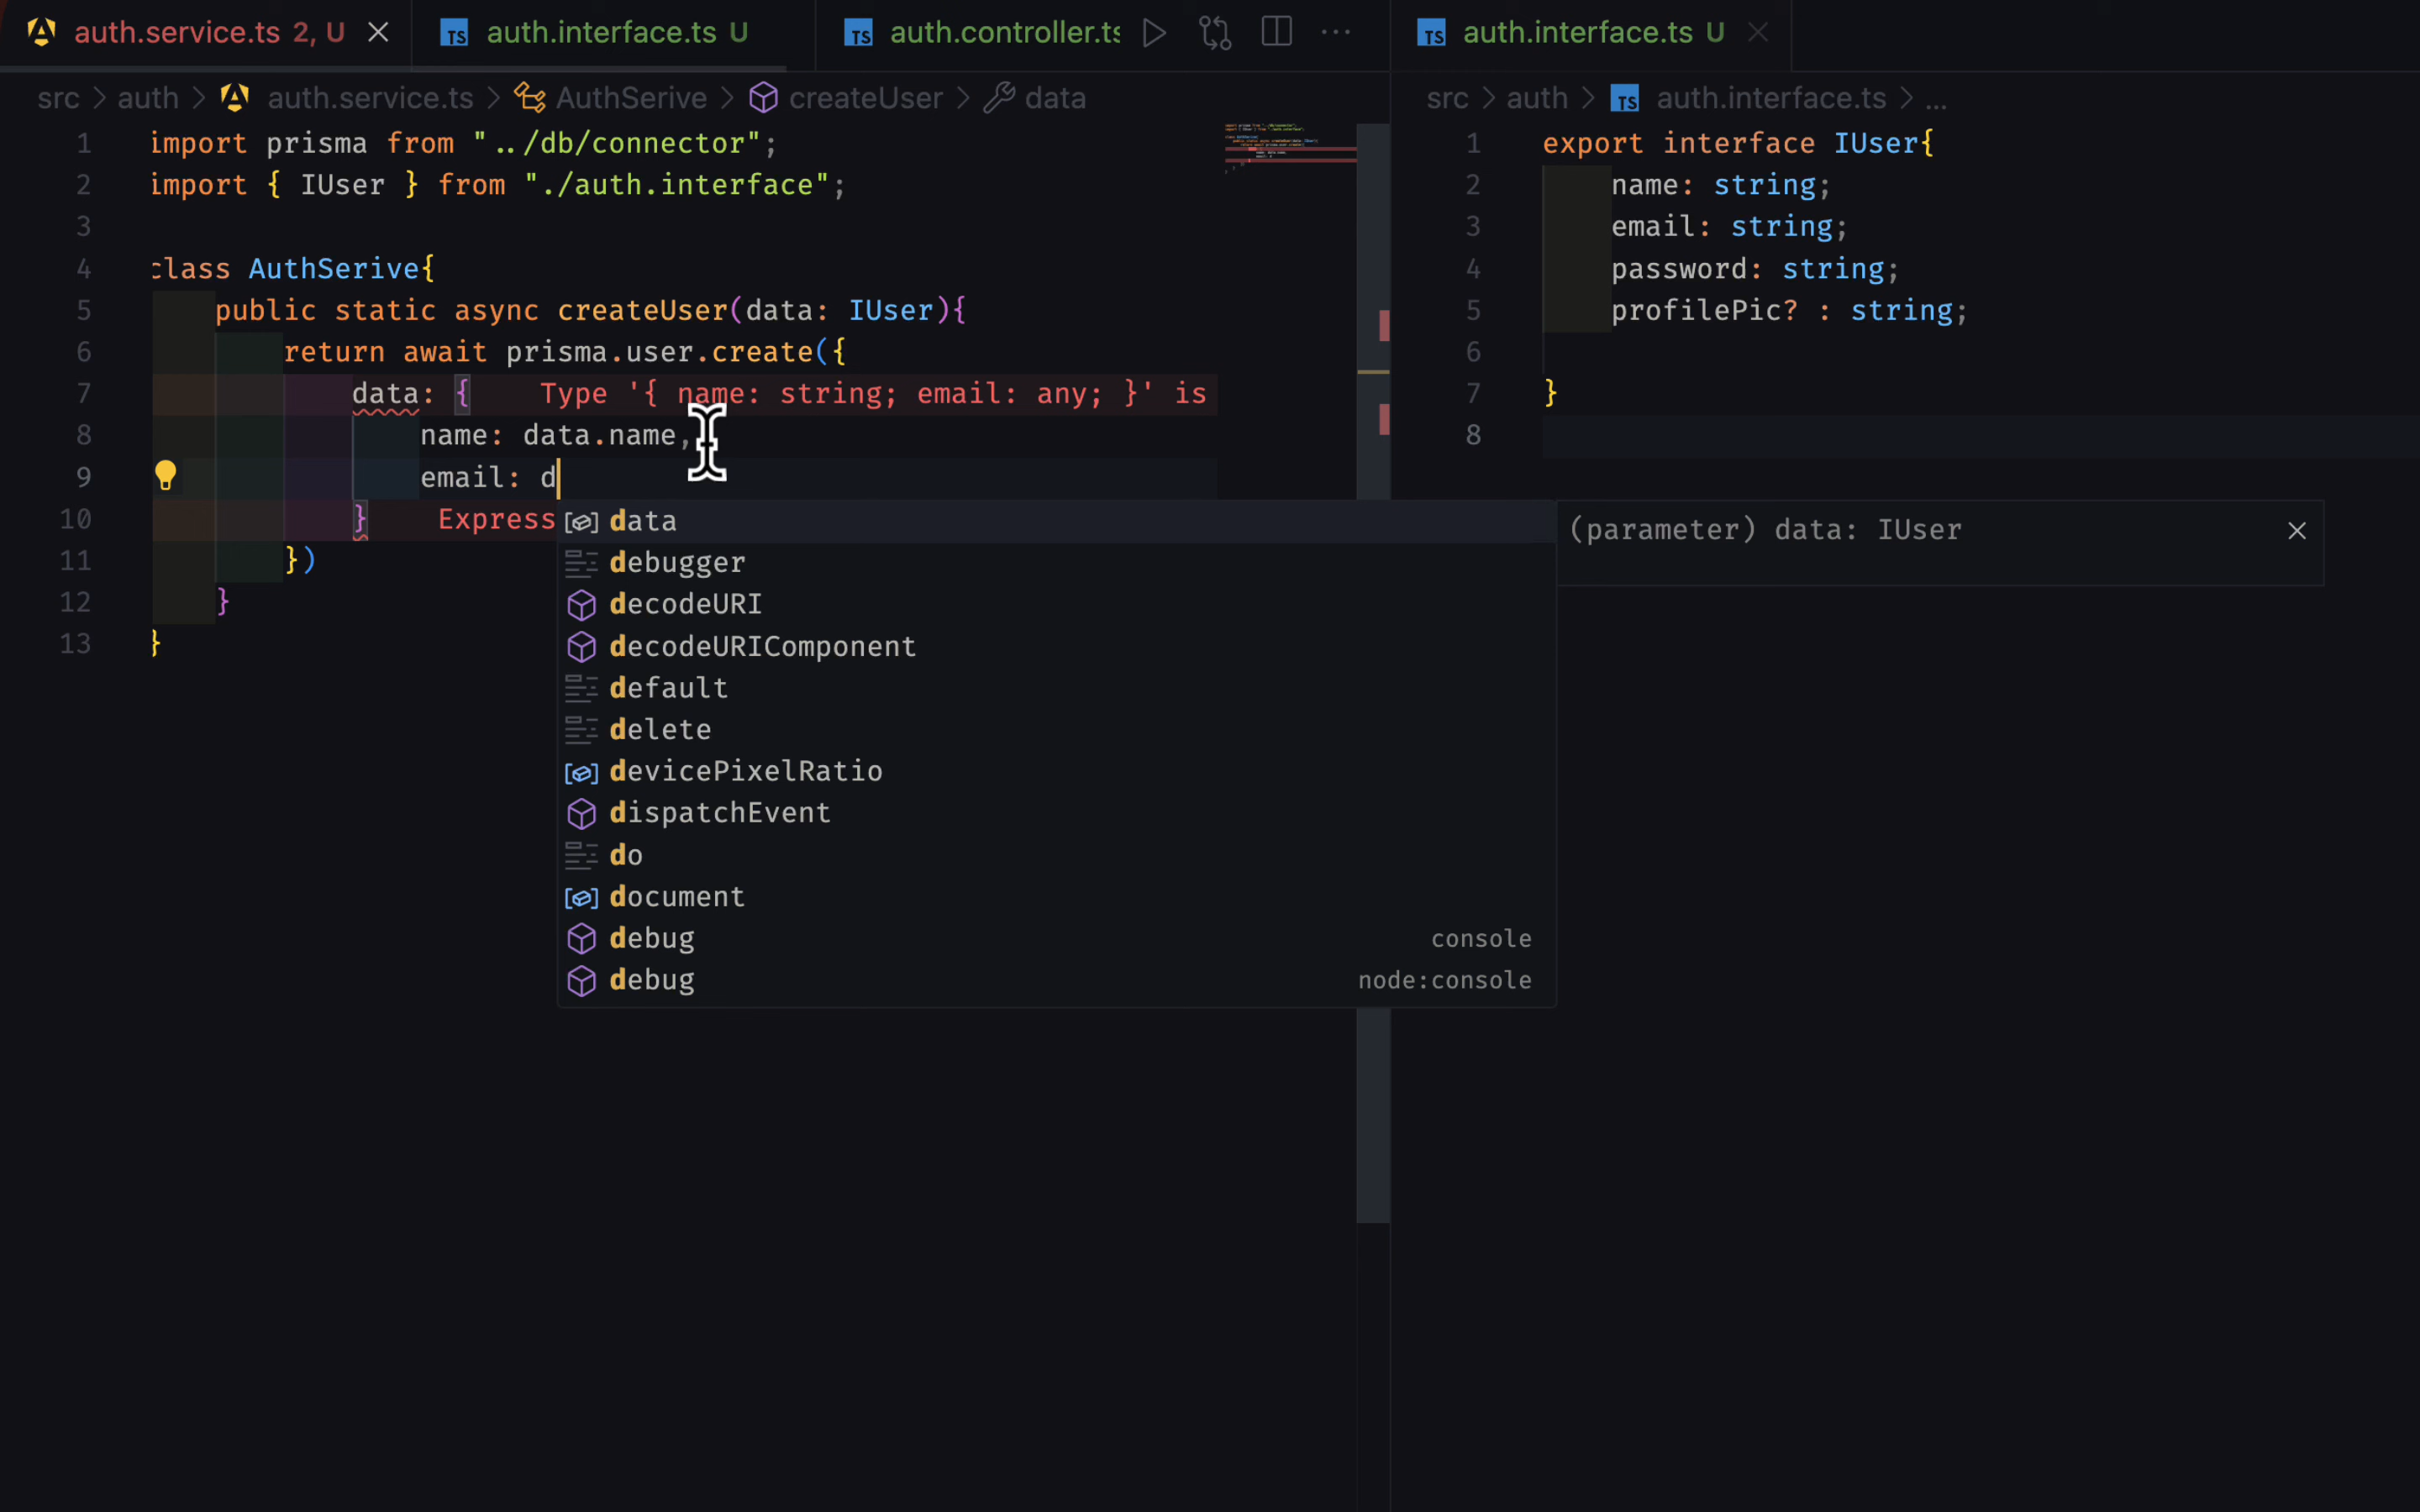 auth.service.ts 2, U
auth.interface.ts U
auth.controller.ts
auth.interface.ts U
src > auth > auth.service.ts > AuthSerive > createUser > data
1 import prisma from "../db/connector";
2 import { IUser } from "./auth.interface";
3
4 class AuthSerive{
5 public static async createUser(data: IUser){
6 return await prisma.user.create({
7 data: { Type '{ name: string; email: any; }' is
8 name: data.name,
9 email: d
10 } Express
11 })
12 }
13 }
data
debugger
decodeURI
decodeURIComponent
default
delete
devicePixelRatio
dispatchEvent
do
document
debug console
debug node:console
(parameter) data: IUser
src > auth > TS auth.interface.ts > ...
1 export interface IUser{
2 name: string;
3 email: string;
4 password: string;
5 profilePic? : string;
6
7 }
8